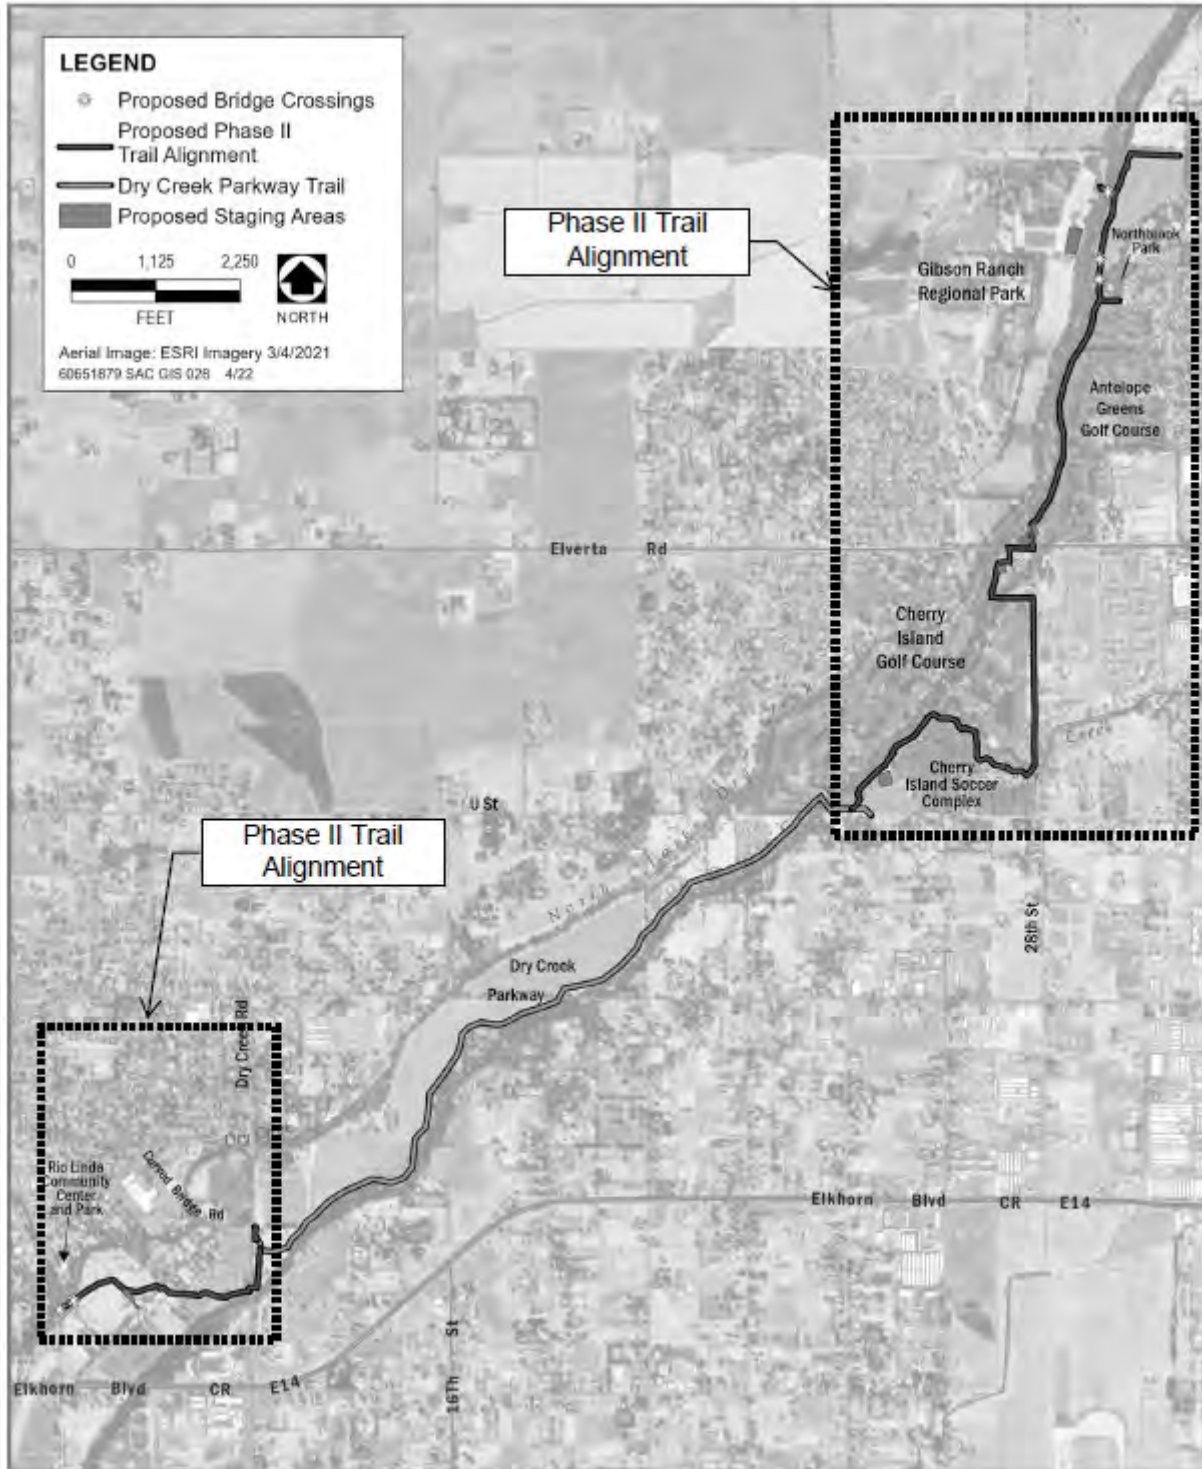 LEGEND
Proposed Bridge Crossings
Proposed Phase II
Trail Alignment
Dry Creek Parkway Trail
Proposed Staging Areas
0 1,125 2,250
FEET
NORTH
Aerial Image: ESRI Imagery 3/4/2021
60651879 SAC GIS 028 4/22
Phase II Trail
Alignment
Northbrook
Park
Gibson Ranch
Regional Park
Antelope
Greens
Golf Course
Elverta Rd
Cherry
Island
Golf Course
Creek
Cherry
Island Soccer
Complex
U St
Phase II Trail
Alignment
North Fork Dry
28th St
Dry Creek
Parkway
Dry Creek Rd
Rio Linda
Community
Center
and Park
Curved Bridge Rd
Elkhorn Blvd CR E14
16Th St
Elkhorn Blvd CR E14